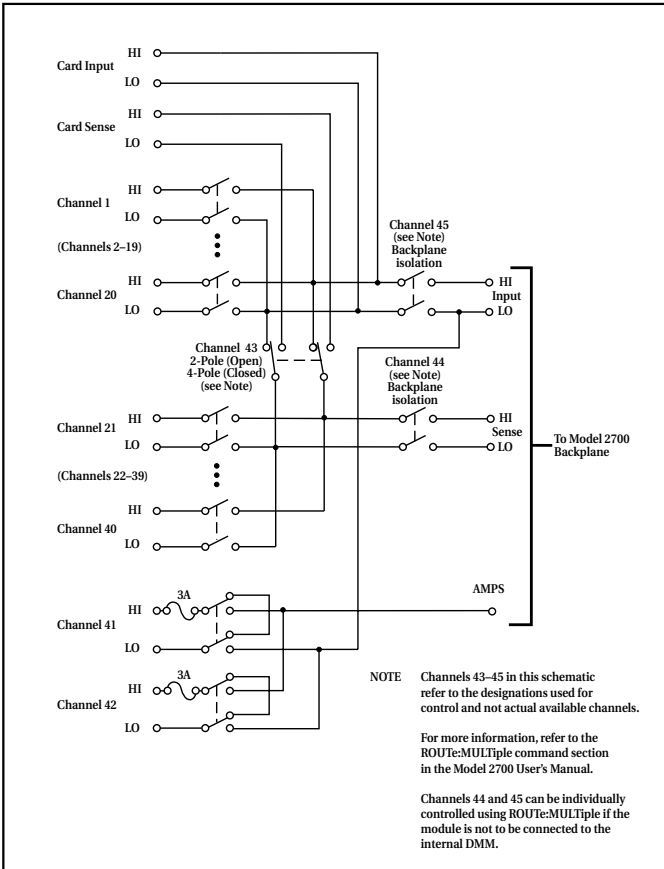 HI
Card Input
LO
HI
Card Sense
LO
HI
Channel 1
LO
(Channels 2–19)
HI
Channel 20
LO
Channel 45
(see Note)
Backplane
isolation
HI
Input
LO
Channel 43
2-Pole (Open)
4-Pole (Closed)
(see Note)
Channel 44
(see Note)
Backplane
isolation
HI
Channel 21
LO
(Channels 22–39)
HI
Sense
LO
To Model 2700
Backplane
HI
Channel 40
LO
AMPS
3A
HI
Channel 41
LO
3A
HI
Channel 42
LO
NOTE Channels 43–45 in this schematic
refer to the designations used for
control and not actual available channels.
For more information, refer to the
ROUTe:MULTiple command section
in the Model 2700 User's Manual.
Channels 44 and 45 can be individually
controlled using ROUTe:MULTiple if the
module is not to be connected to the
internal DMM.